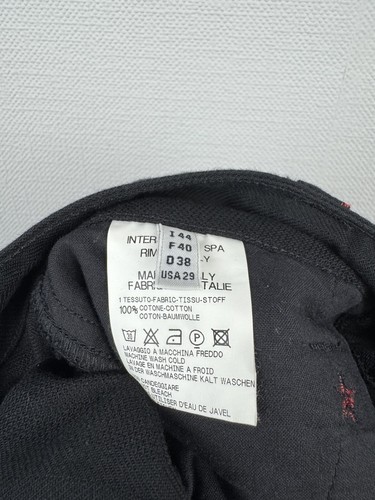 I 44
F 40
D 38
USA 29
INTER SPA
RIM
MA LY
FABRI TALIE
1 TESSUTO-FABRIC-TISSU-STOFF
100% COTONE-COTTON
COTON-BAUMWOLLE
P
LAVAGGIO A MACCHINA FREDDO
MACHINE WASH COLD
LAVAGE EN MACHINE A FROID
DER WASCHMASCHINE KALT WASCHEN
CANDEGGIARE
BLEACH
UTILISER D'EAU DE JAVEL